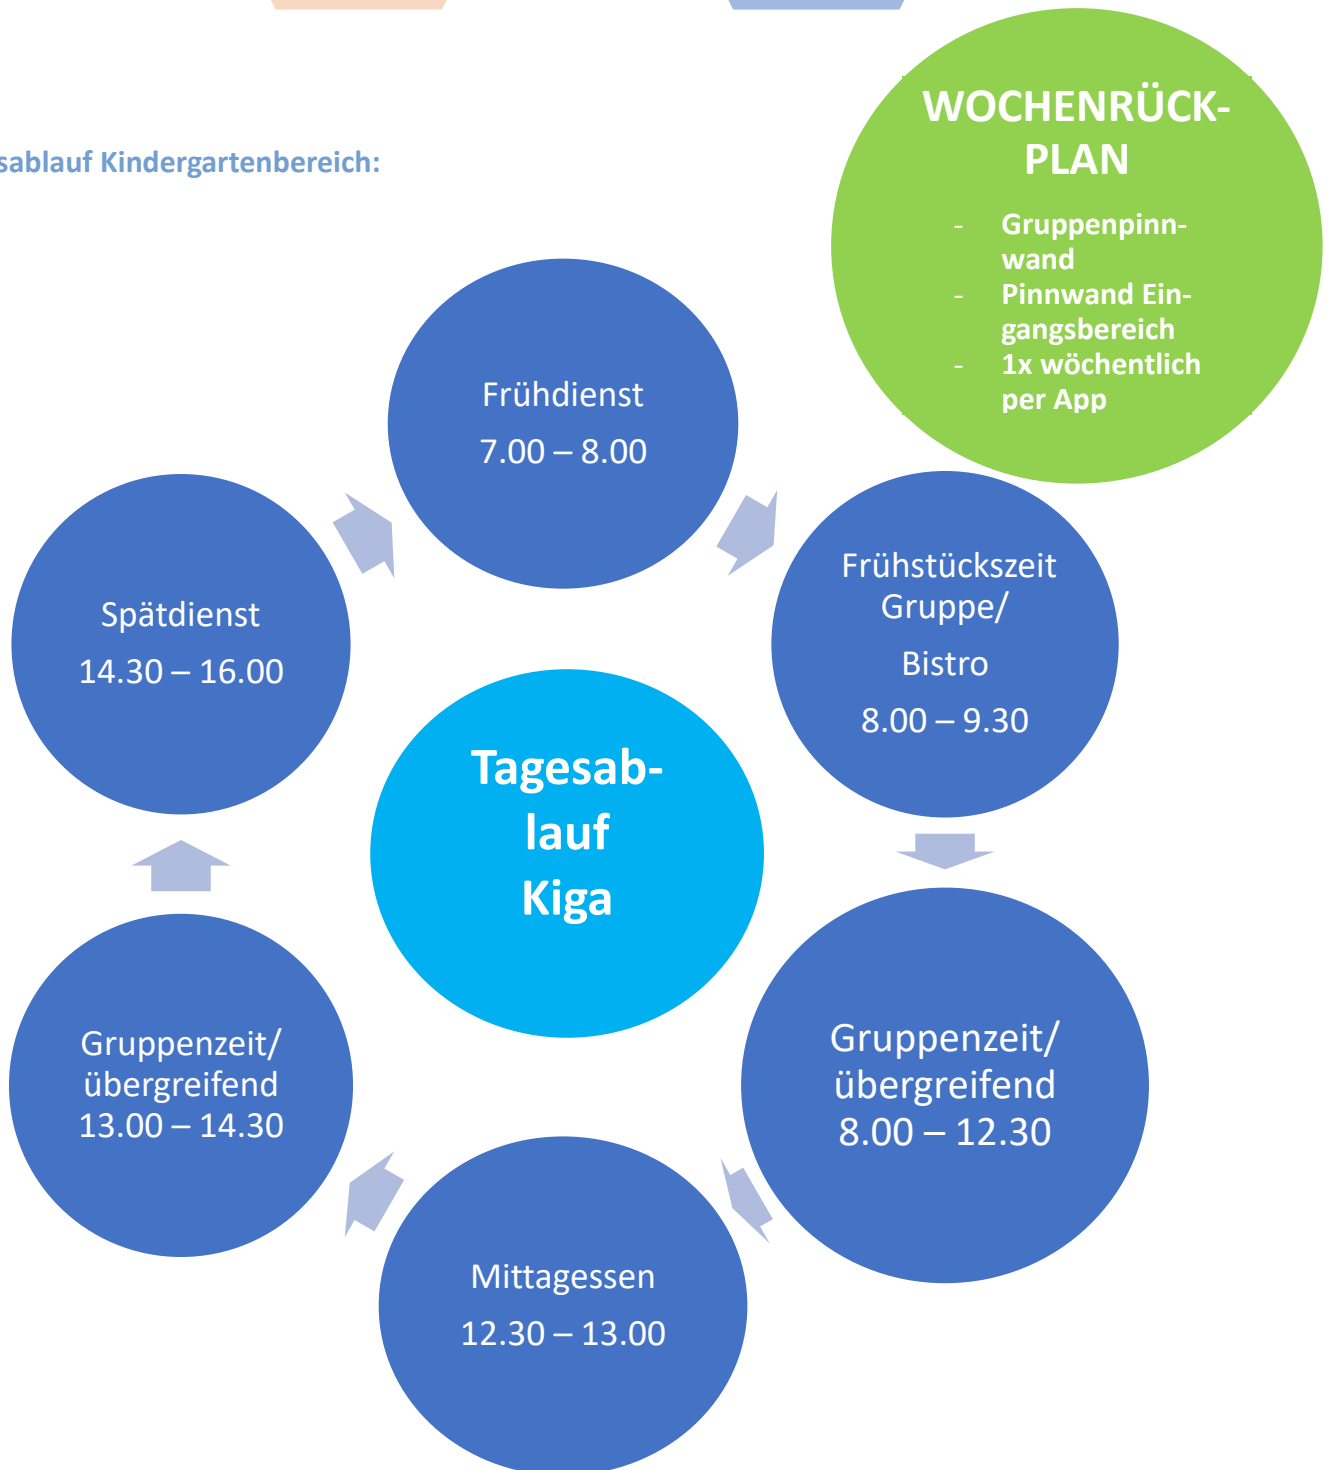 sablauf Kindergartenbereich:
WOCHENRÜCK-
PLAN
- Gruppenpinn-
wand
- Pinnwand Ein-
gangsbereich
- 1x wöchentlich
per App
Frühdienst
7.00 – 8.00
Frühstückszeit
Gruppe/
Bistro
8.00 – 9.30
Gruppenzeit/
übergreifend
8.00 – 12.30
Mittagessen
12.30 – 13.00
Gruppenzeit/
übergreifend
13.00 – 14.30
Spätdienst
14.30 – 16.00
Tagesab-
lauf
Kiga